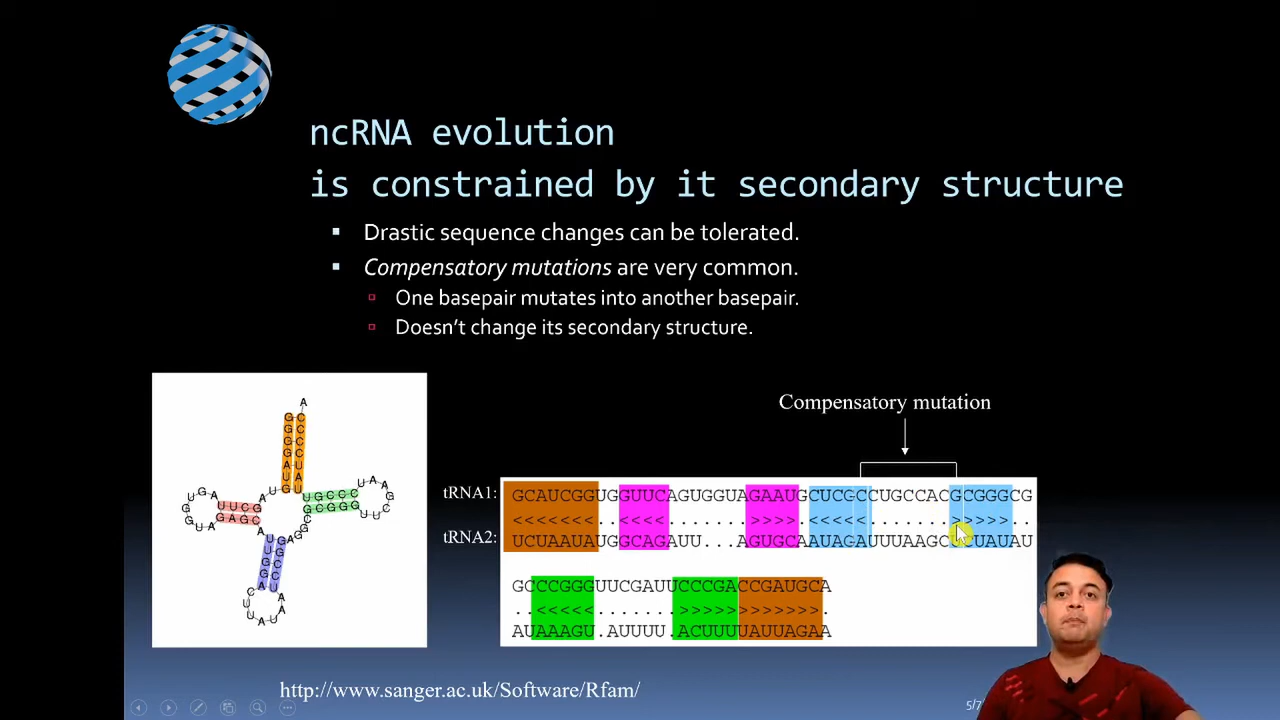 ncRNA evolution
is constrained by it secondary structure
Drastic sequence changes can be tolerated.
Compensatory mutations are very common.
One basepair mutates into another basepair.
Doesn't change its secondary structure.
Compensatory mutation
tRNA1: GCAUCGGUGGUUCAGUGGUAGAAUGCUCGCCUGCCACGCGGGCG
<<<<<<<..<<<<.......>>>>.<<<<<.......>>>>>..
tRNA2: UCUAAUAUGGCAGAUU...AGUGCAAUAGAUUUAAGC
GCCCGGGUUCGAUUCCCGACCGAUGCA
..<<<<<.......>>>>>>>>>>>>.
AUAAAGU.AUUUU.ACUUUUAUUAGAA
http://www.sanger.ac.uk/Software/Rfam/